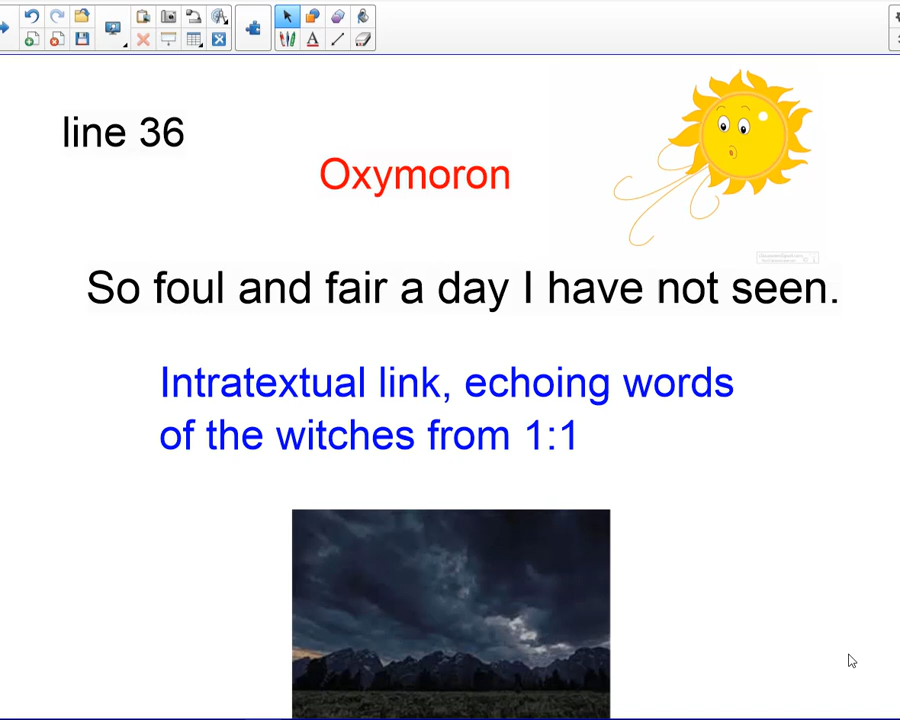 line 36
Oxymoron
So foul and fair a day I have not seen.
Intratextual link, echoing words
of the witches from 1:1